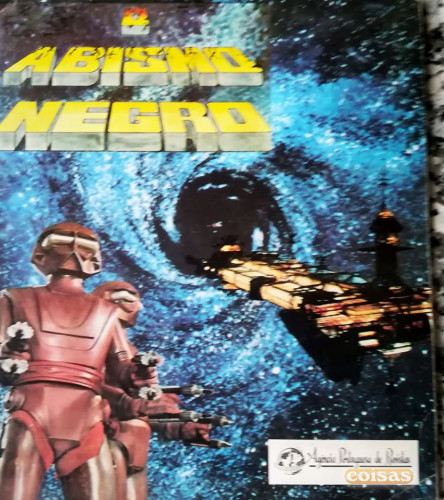 ABISMO
NEGRO
Agência Portuguesa de Revistas
coisas